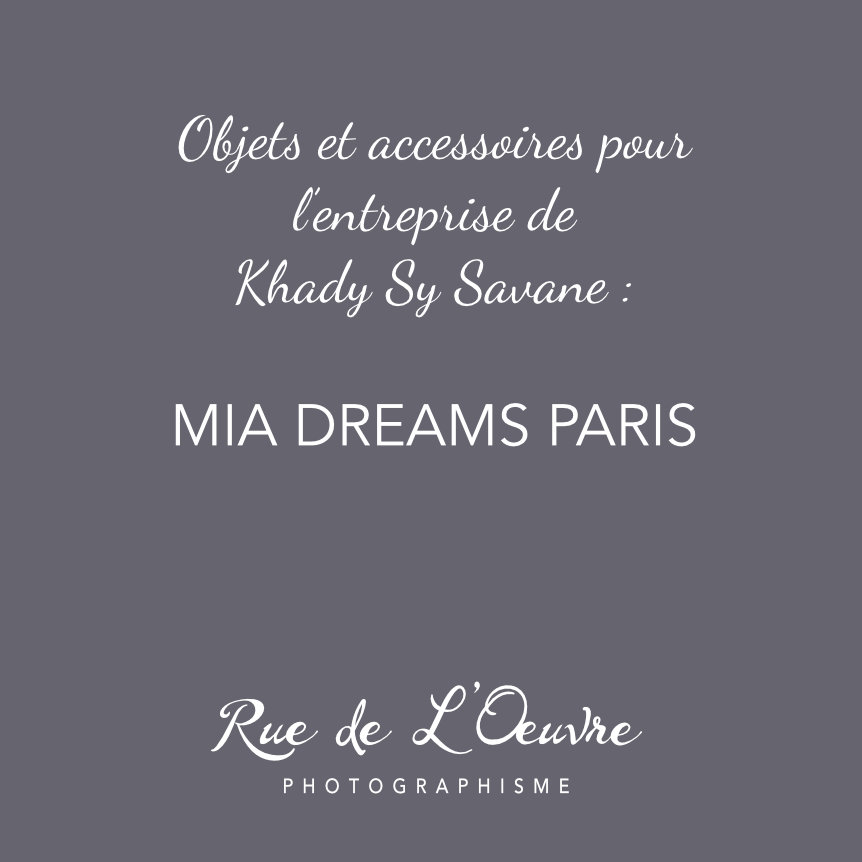 Objets et accessoires pour
l'entreprise de
Khady Sy Savane :
MIA DREAMS PARIS
Rue de L'Oeuvre
PHOTOGRAPHISME